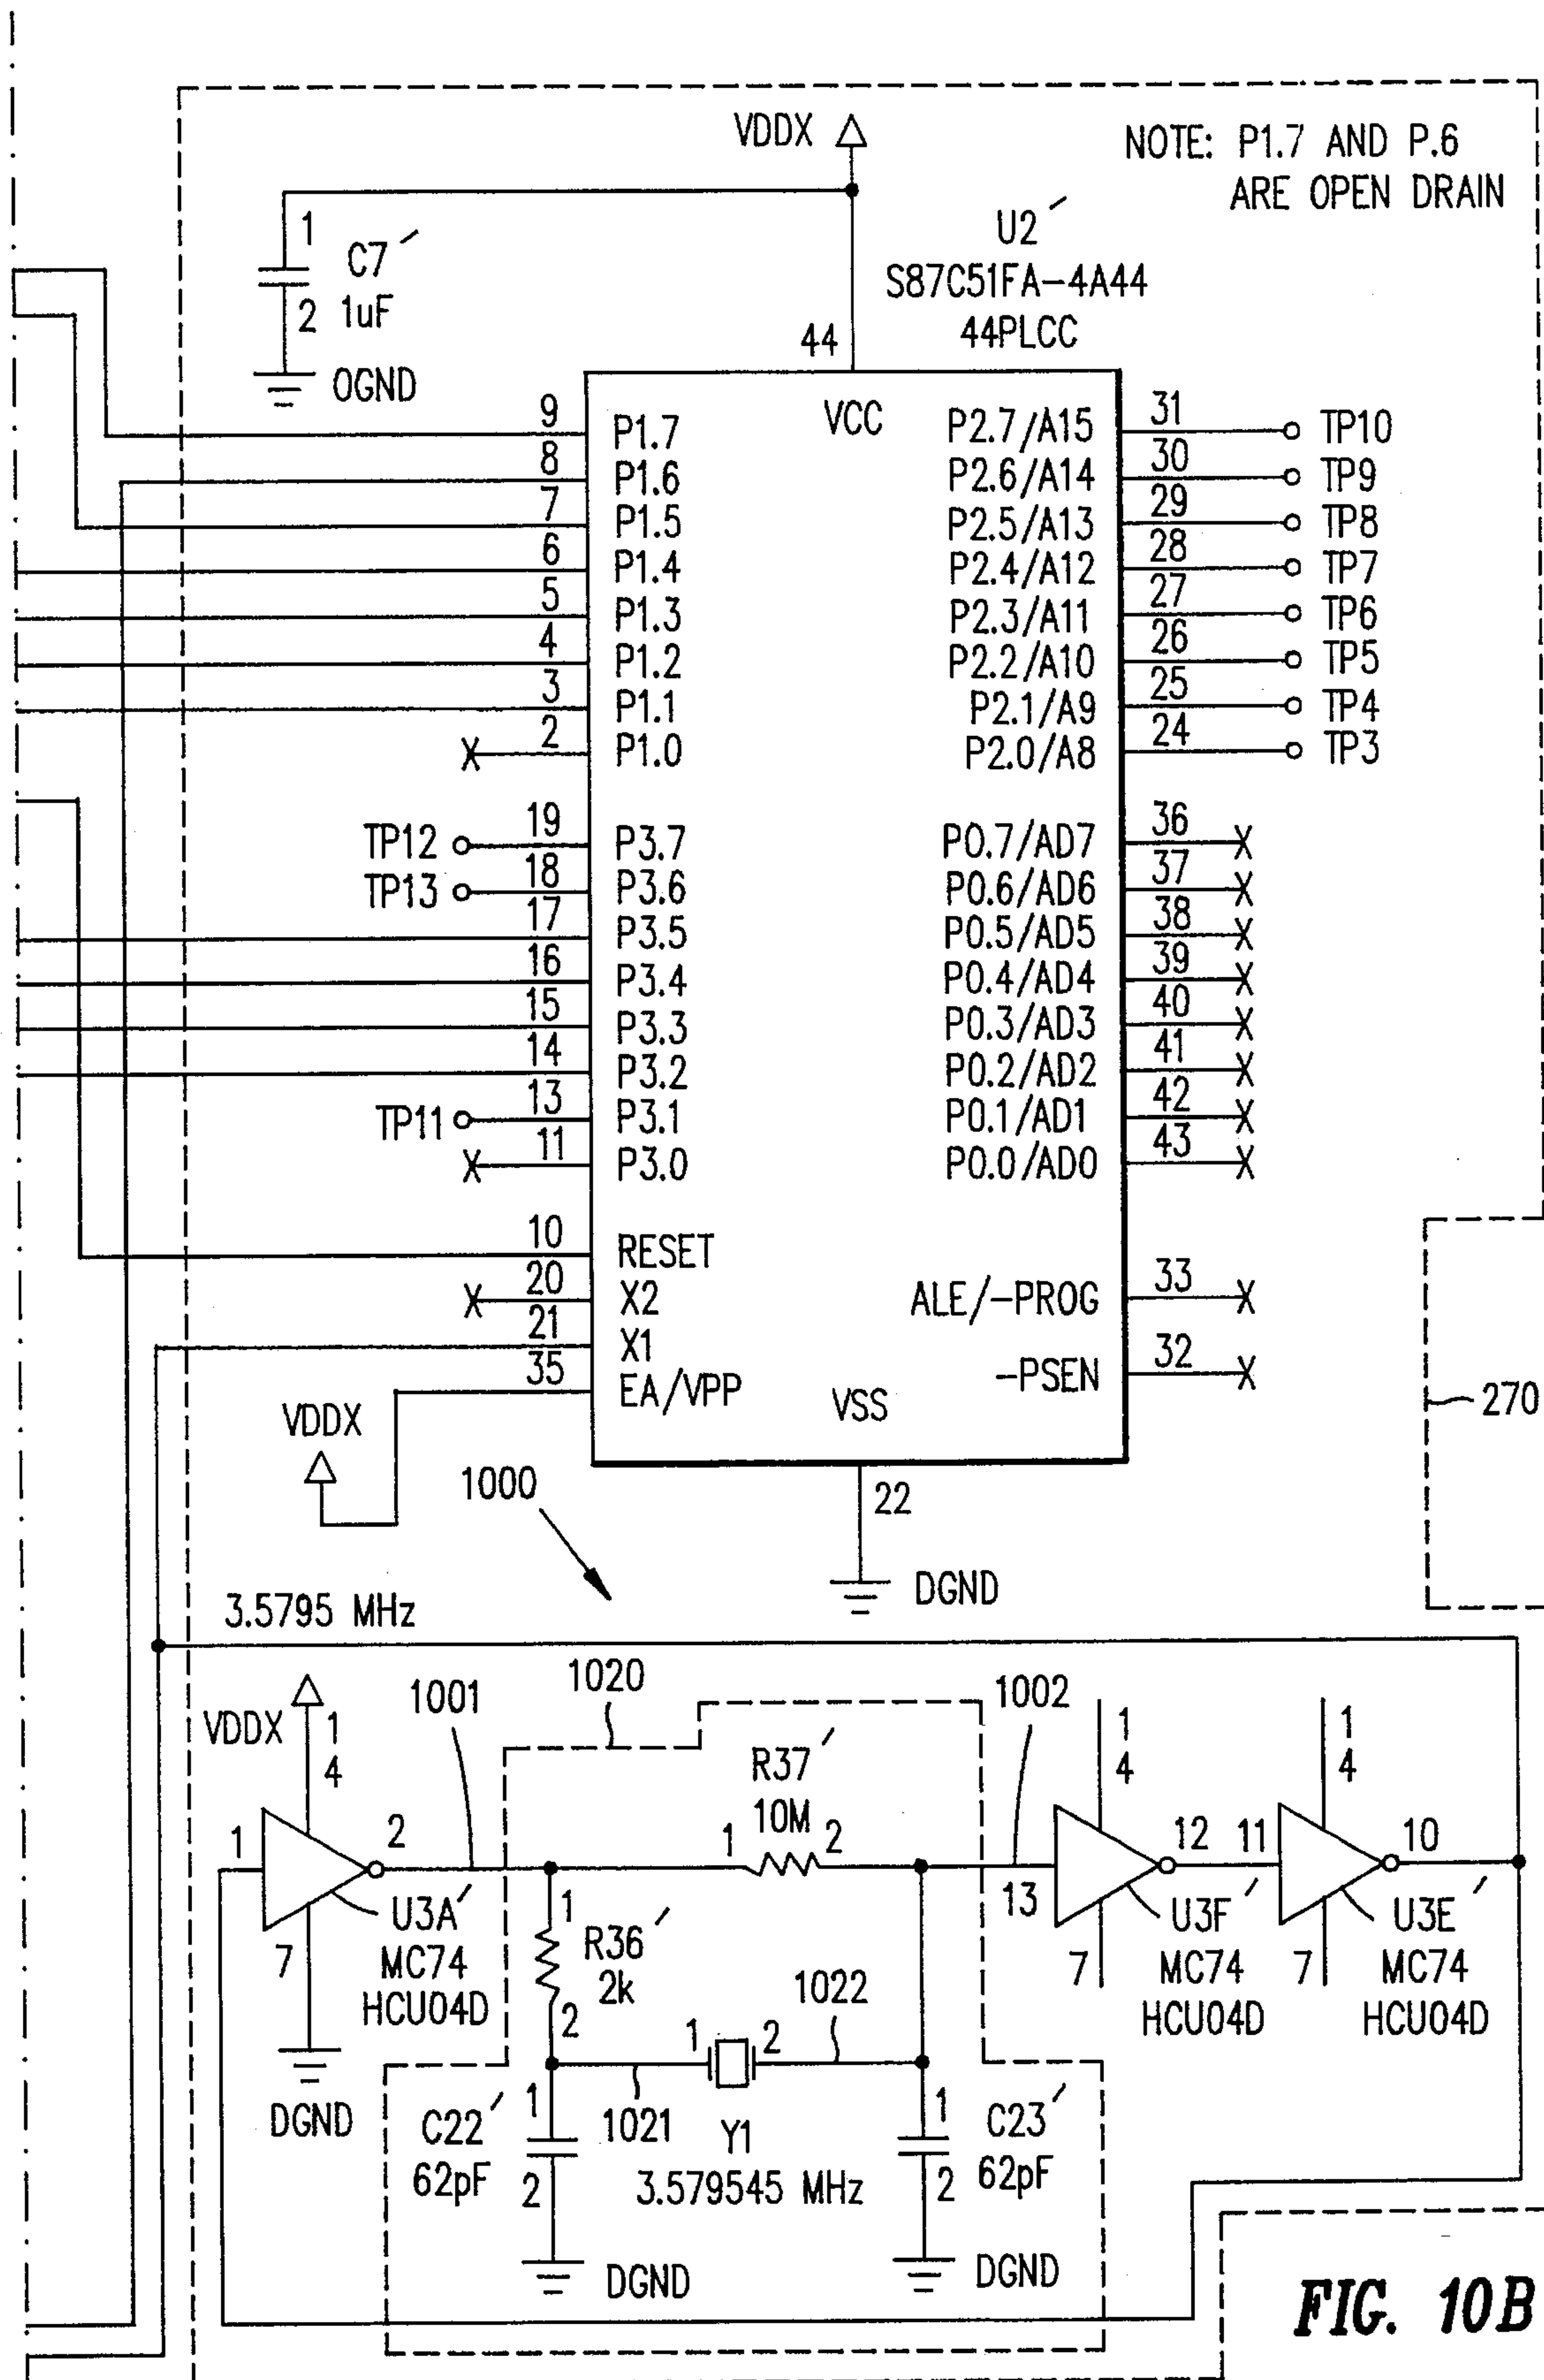 VDDX
NOTE: P1.7 AND P.6
ARE OPEN DRAIN
1
C7′
2 1uF
OGND
U2′
S87C51FA-4A44
44PLCC
44
VCC
9 P1.7
8 P1.6
7 P1.5
6 P1.4
5 P1.3
4 P1.2
3 P1.1
X 2 P1.0
TP12 19 P3.7
TP13 18 P3.6
17 P3.5
16 P3.4
15 P3.3
14 P3.2
TP11 13 P3.1
X 11 P3.0
10 RESET
X 20 X2
21 X1
35 EA/VPP
P2.7/A15 31 TP10
P2.6/A14 30 TP9
P2.5/A13 29 TP8
P2.4/A12 28 TP7
P2.3/A11 27 TP6
P2.2/A10 26 TP5
P2.1/A9 25 TP4
P2.0/A8 24 TP3
P0.7/AD7 36 X
P0.6/AD6 37 X
P0.5/AD5 38 X
P0.4/AD4 39 X
P0.3/AD3 40 X
P0.2/AD2 41 X
P0.1/AD1 42 X
P0.0/AD0 43 X
ALE/-PROG 33 X
-PSEN 32 X
VSS
270
VDDX
1000
22
DGND
3.5795 MHz
1001
1020
1002
VDDX
1
4
1
2
U3A′
MC74
HCU04D
7
DGND
R37′
10M
1 2
1
R36′
2k
2
1 2
1022
1021
Y1
3.579545 MHz
C22′
62pF
1
2
DGND
C23′
62pF
1
2
DGND
1
4
13
12
U3F′
MC74
HCU04D
7
1
4
11
10
U3E′
MC74
HCU04D
7
FIG. 10B